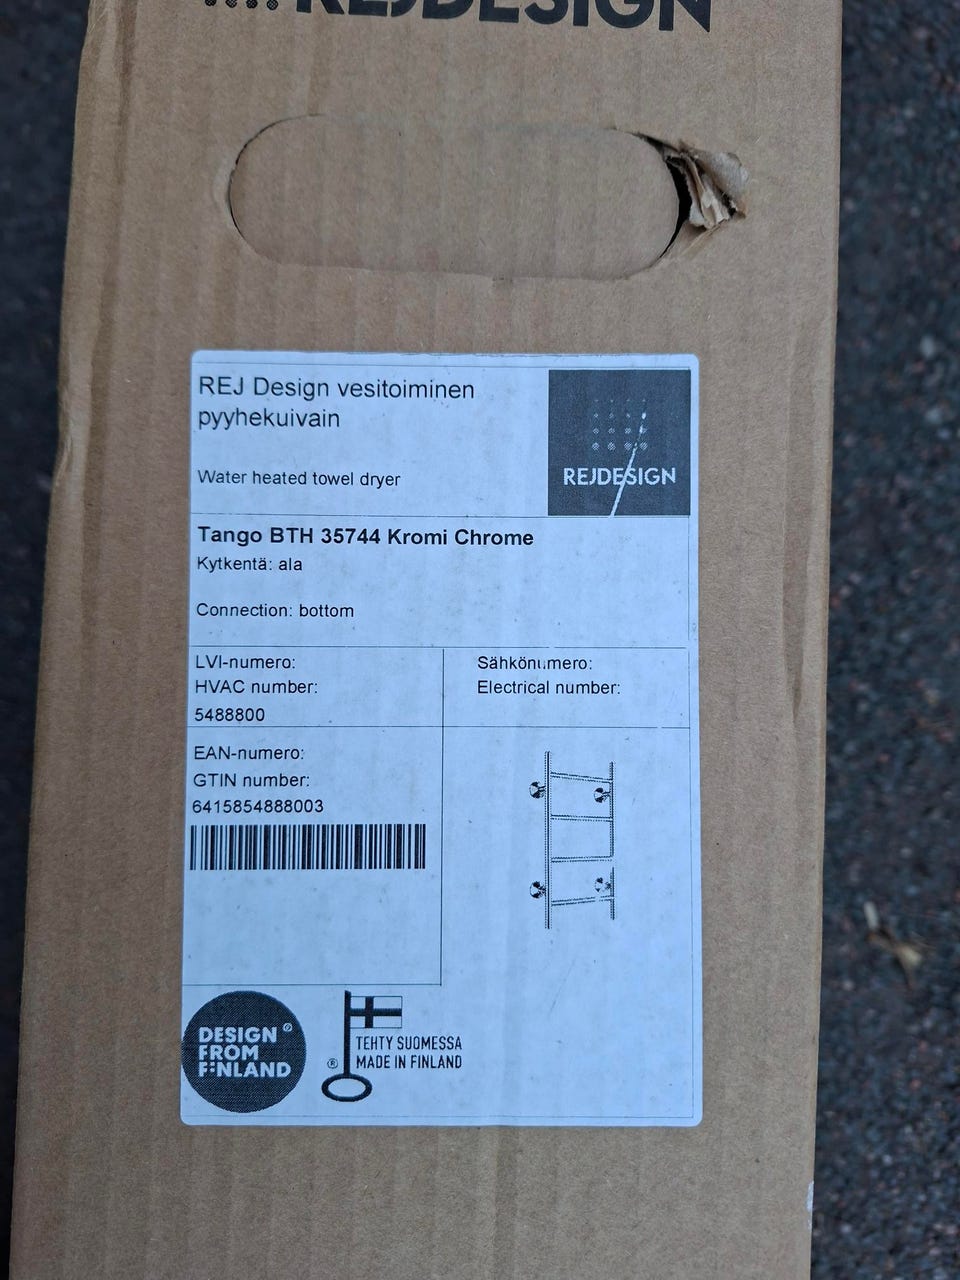 REJDESIGN
REJ Design vesitoiminen
pyyhekuivain
Water heated towel dryer
REJDESIGN
Tango BTH 35744 Kromi Chrome
Kytkentä: ala
Connection: bottom
LVI-numero:
HVAC number:
5488800
Sähkönumero:
Electrical number:
EAN-numero:
GTIN number:
6415854888003
DESIGN
FROM
FINLAND
®
TEHTY SUOMESSA
® MADE IN FINLAND